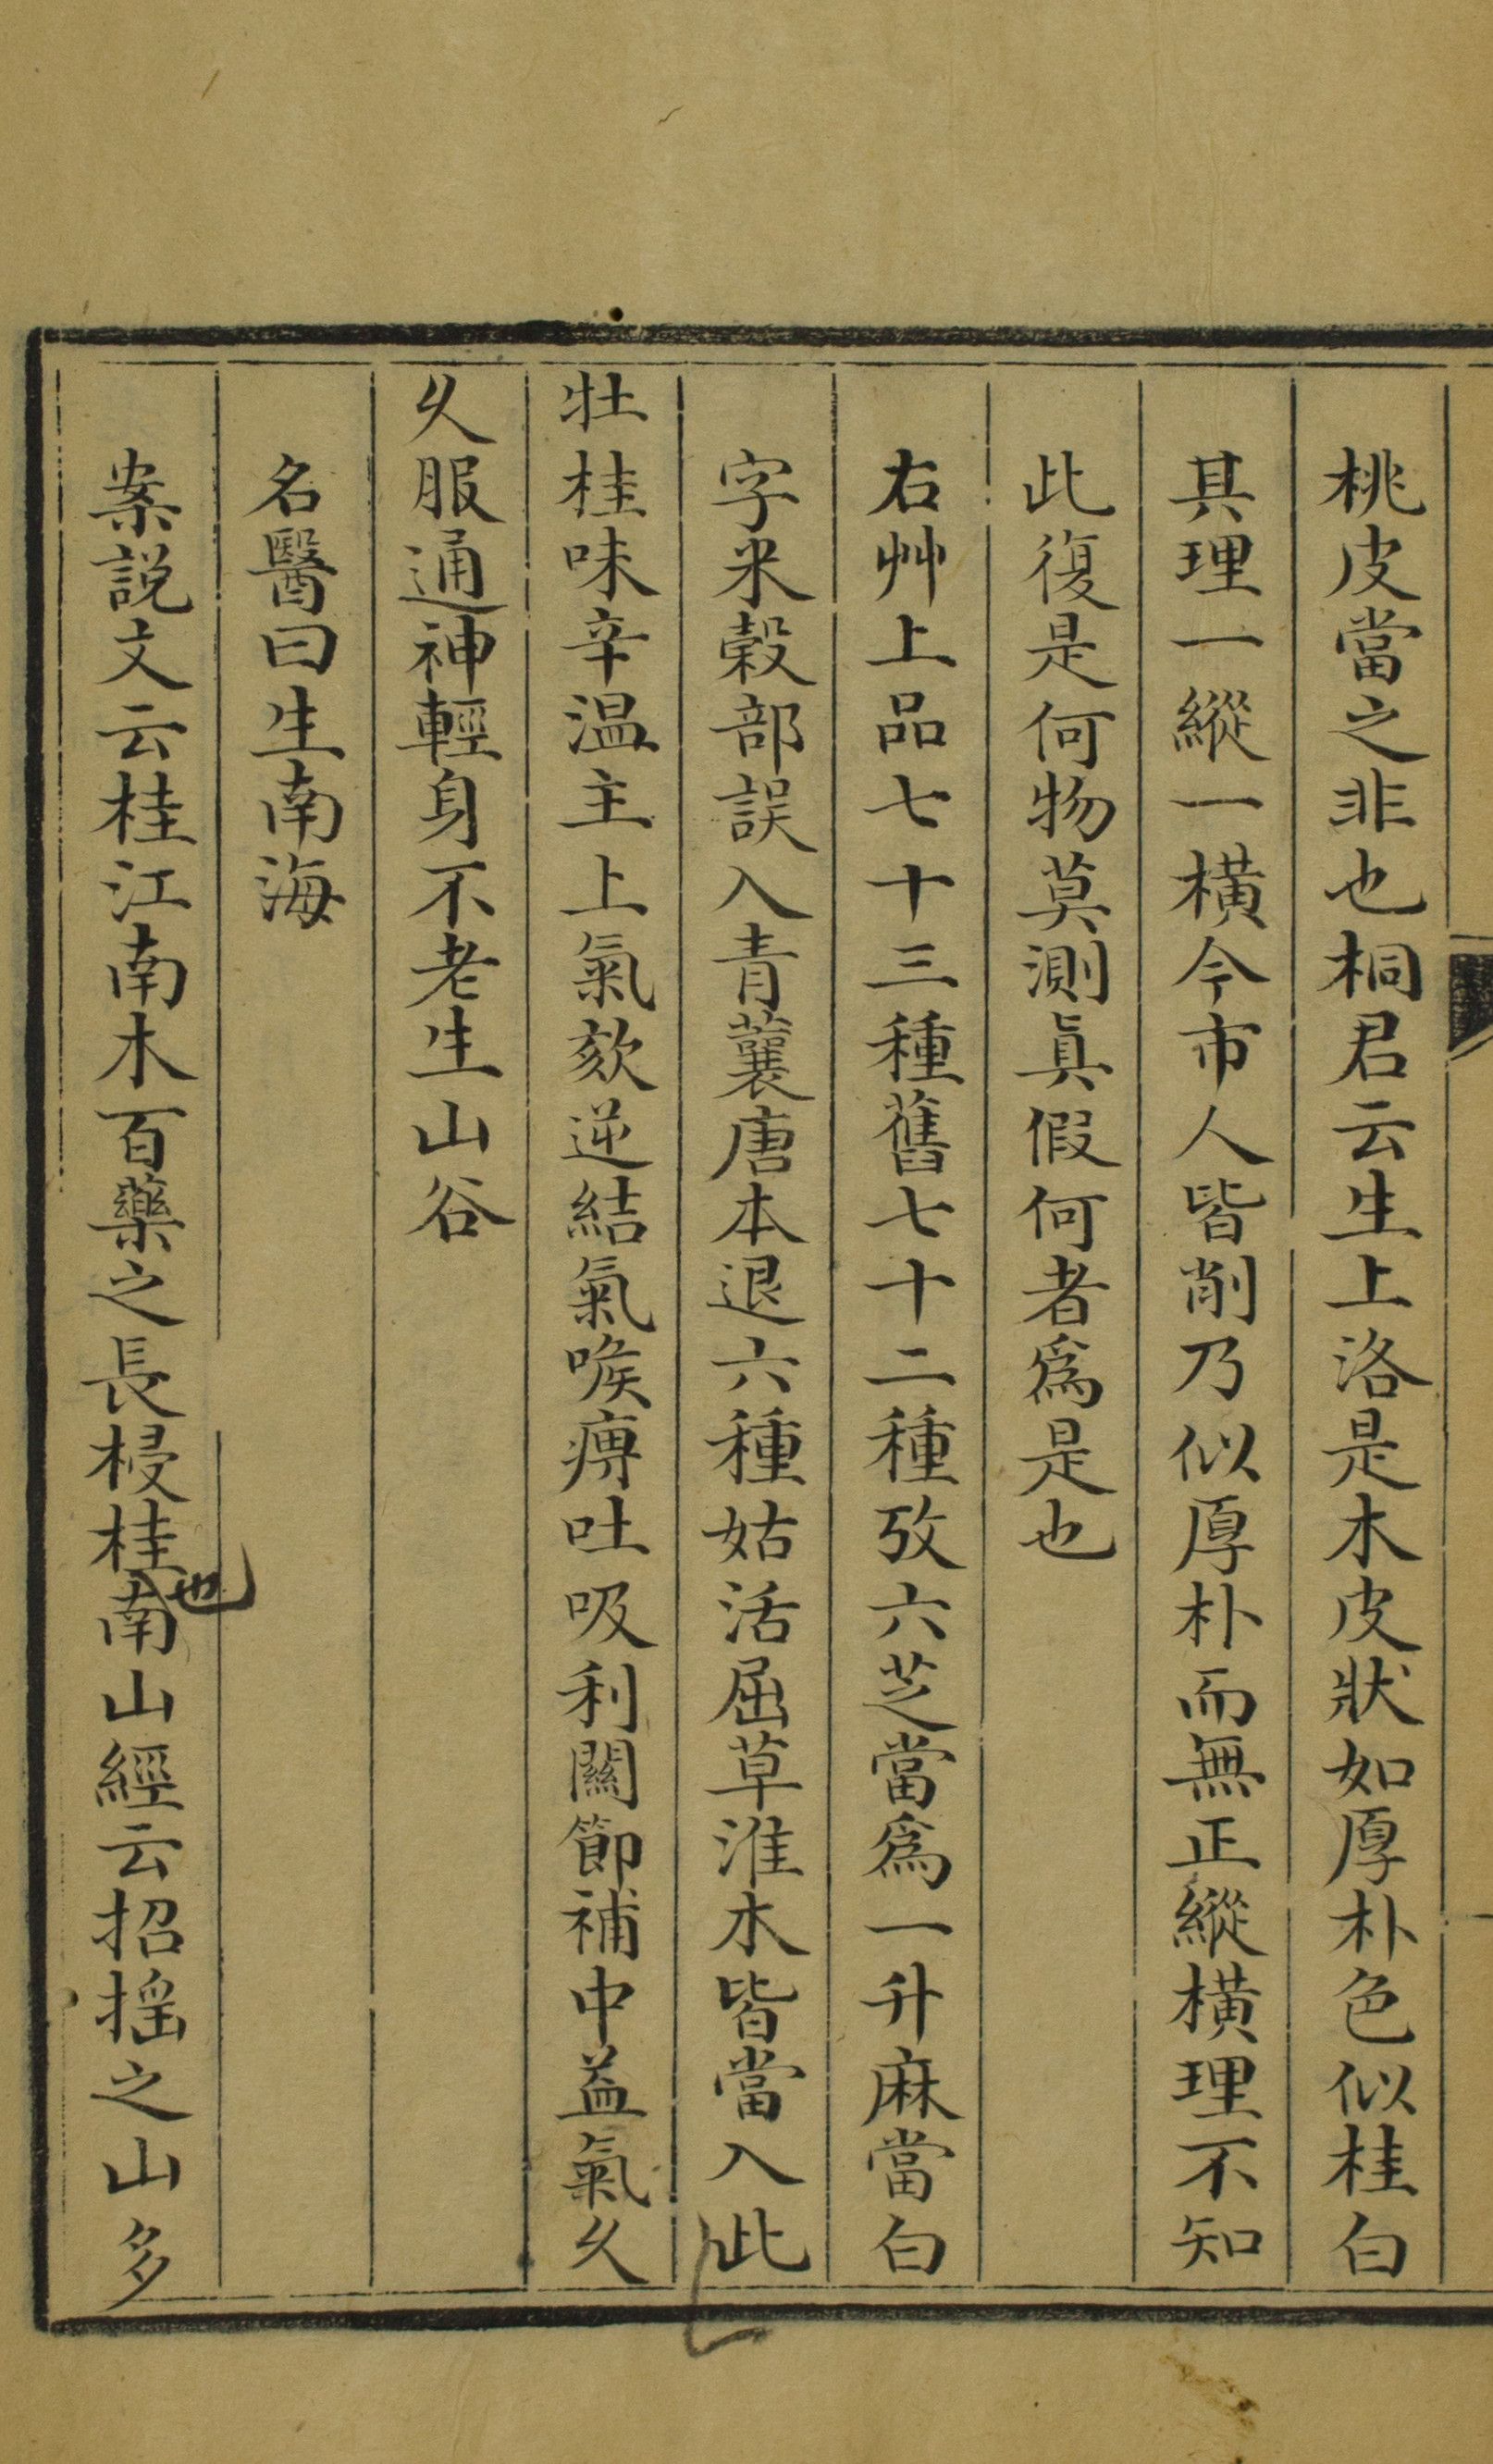 桃皮當之非也桐君云生上洛是木皮狀如厚朴色似桂白
其理一縱一橫今市人皆削乃似厚朴而無正縱橫理不知
此復是何物莫測眞假何者爲是也
右艸上品七十三種舊七十二種攷六芝當爲一升麻當白
字米穀部誤入青蘘唐本退六種姑活屈草淮木皆當入此
牡桂味辛温主上氣欬逆結氣喉痹吐吸利關節補中益氣久
久服通神輕身不老生山谷
名醫曰生南海
案説文云桂江南木百藥之長梫桂也南山經云招揺之山多